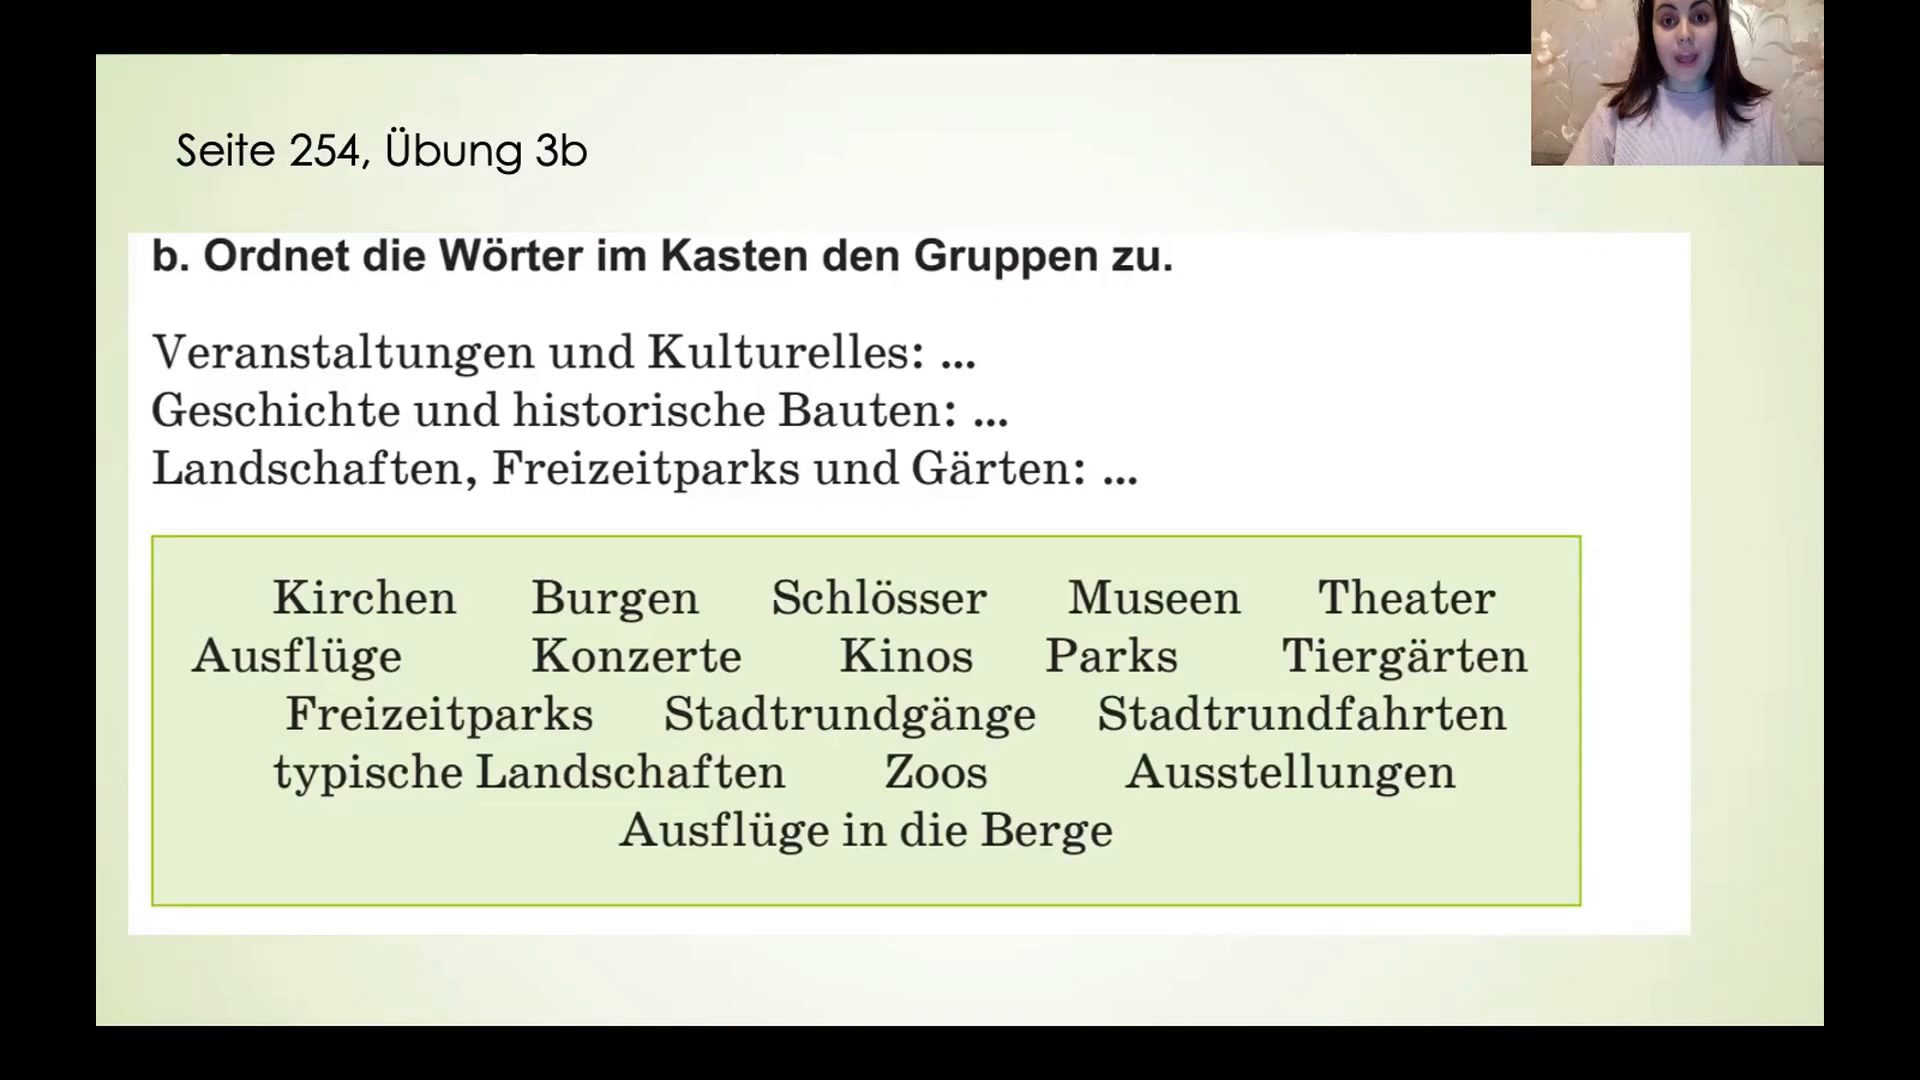 Seite 254, Übung 3b
b. Ordnet die Wörter im Kasten den Gruppen zu.
Veranstaltungen und Kulturelles: ...
Geschichte und historische Bauten: ...
Landschaften, Freizeitparks und Gärten: ...
Kirchen Burgen Schlösser Museen Theater
Ausflüge Konzerte Kinos Parks Tiergärten
Freizeitparks Stadtrundgänge Stadtrundfahrten
typische Landschaften Zoos Ausstellungen
Ausflüge in die Berge